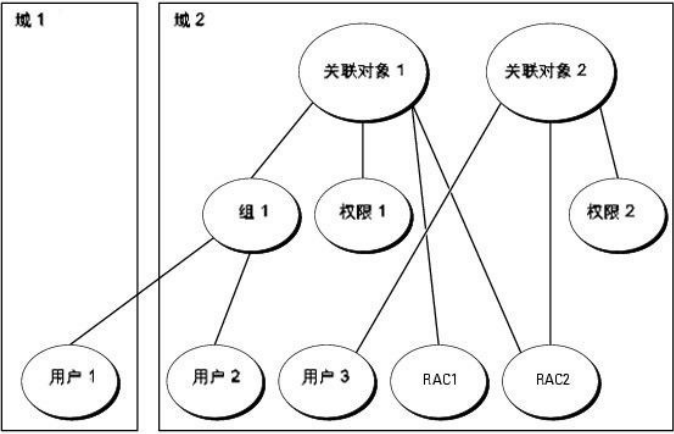 域 1
域 2
关联对象 1
关联对象 2
组 1
权限 1
权限 2
用户 1
用户 2
用户 3
RAC1
RAC2